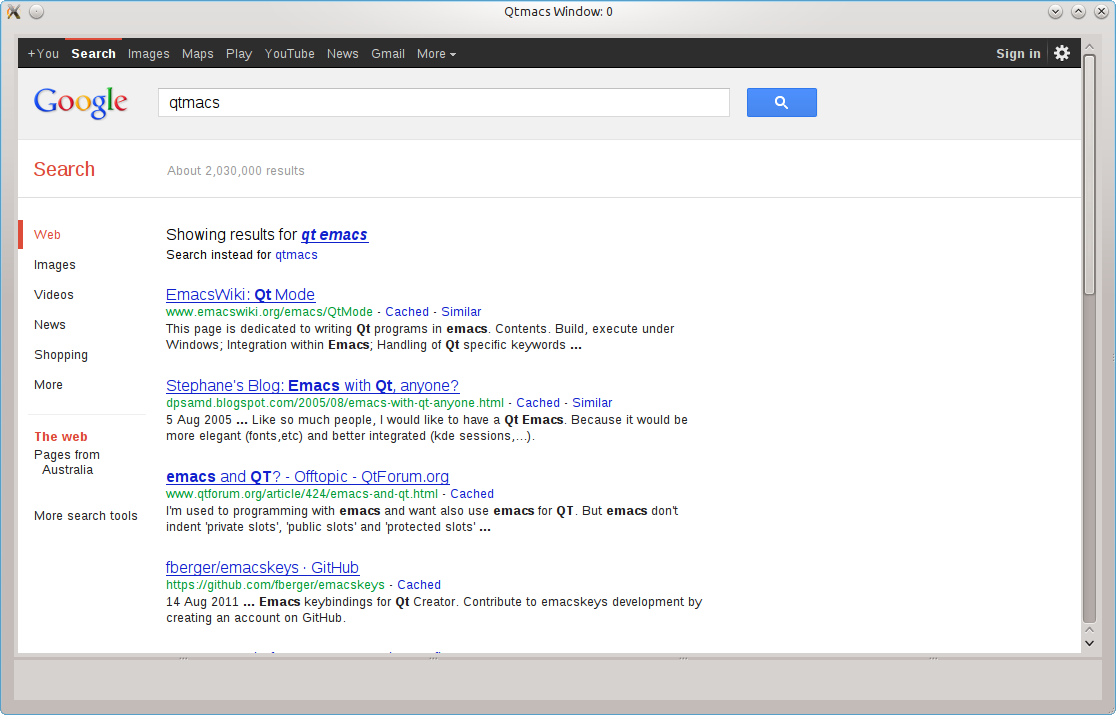 Qtmacs Window: 0
+You Search Images Maps Play YouTube News Gmail More Sign in
Google
qtmacs
Search
About 2,030,000 results
Web
Images
Videos
News
Shopping
More
The web
Pages from
Australia
More search tools
Showing results for qt emacs
Search instead for qtmacs
EmacsWiki: Qt Mode
www.emacswiki.org/emacs/QtMode - Cached - Similar
This page is dedicated to writing Qt programs in emacs. Contents. Build, execute under
Windows; Integration within Emacs; Handling of Qt specific keywords ...
Stephane's Blog: Emacs with Qt, anyone?
dpsamd.blogspot.com/2005/08/emacs-with-qt-anyone.html - Cached - Similar
5 Aug 2005 ... Like so much people, I would like to have a Qt Emacs. Because it would be
more elegant (fonts,etc) and better integrated (kde sessions,...).
emacs and QT? - Offtopic - QtForum.org
www.qtforum.org/article/424/emacs-and-qt.html - Cached
I'm used to programming with emacs and want also use emacs for QT. But emacs don't
indent 'private slots', 'public slots' and 'protected slots' ...
fberger/emacskeys · GitHub
https://github.com/fberger/emacskeys - Cached
14 Aug 2011 ... Emacs keybindings for Qt Creator. Contribute to emacskeys development by
creating an account on GitHub.